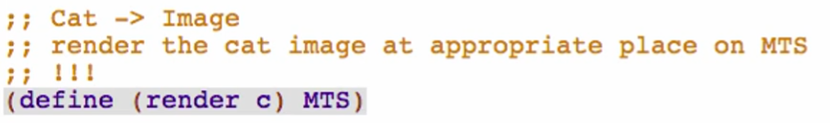 ;; Cat -> Image
;; render the cat image at appropriate place on MTS
;; !!!
(define (render c) MTS)